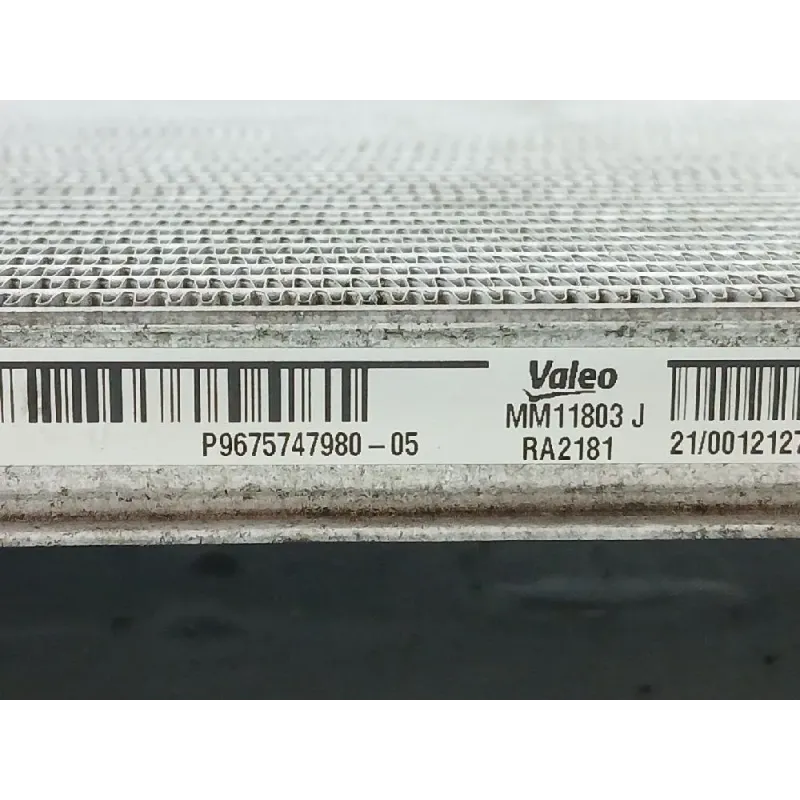 P9675747980-05
Valeo
MM11803 J
RA2181
21/0012127